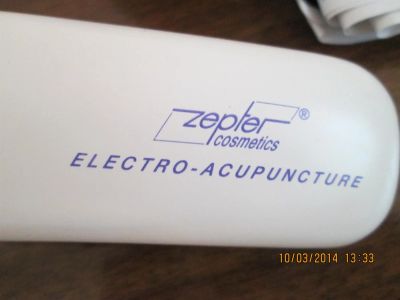 zepter®
cosmetics
ELECTRO-ACUPUNCTURE
10/03/2014 13:33